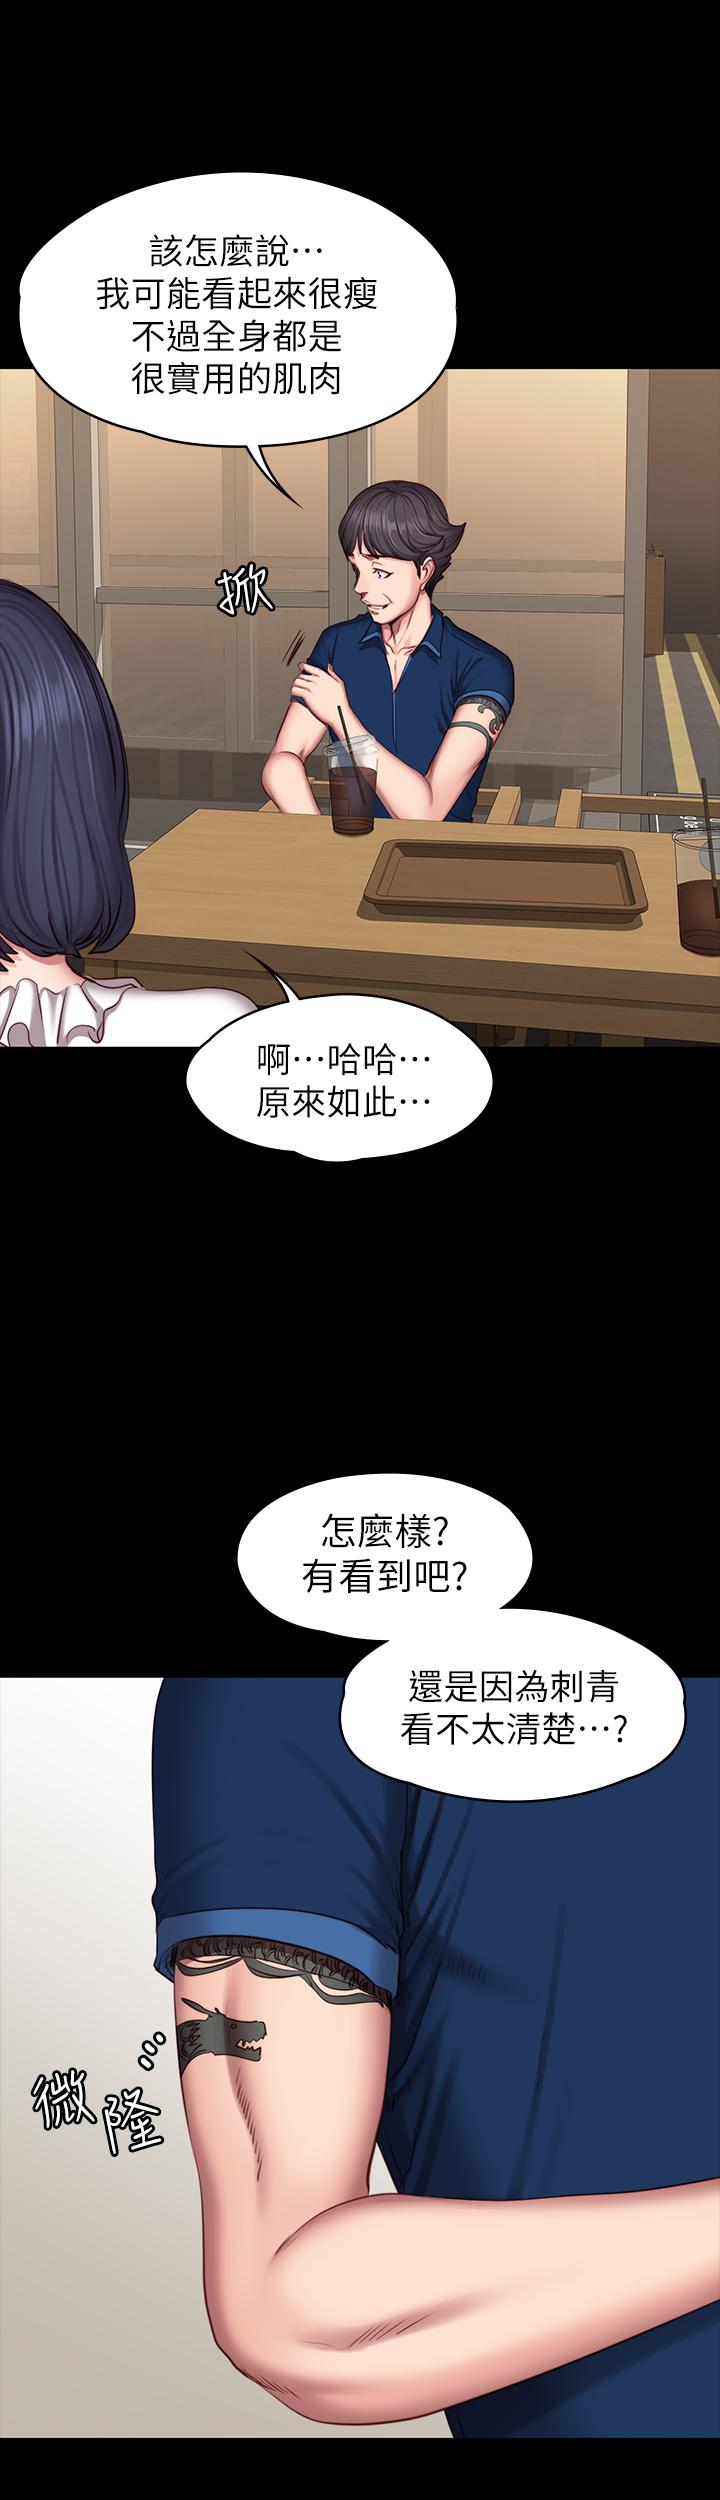 該怎麼說⋯
我可能看起來很瘦
不過全身都是
很實用的肌肉
掀
啊⋯哈哈⋯
原來如此⋯
怎麼樣?
有看到吧?
還是因為刺青
看不太清楚⋯?
微隆⋯